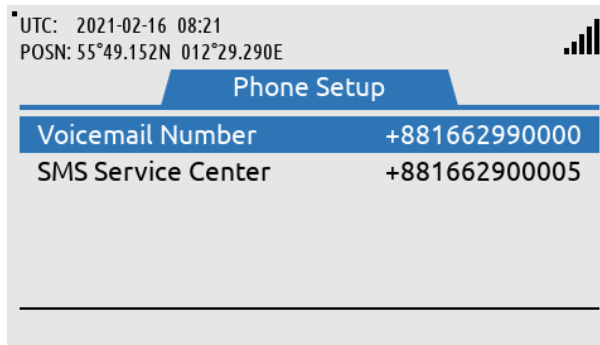 UTC: 2021-02-16 08:21
POSN: 55°49.152N 012°29.290E
Phone Setup
Voicemail Number +881662990000
SMS Service Center +881662900005